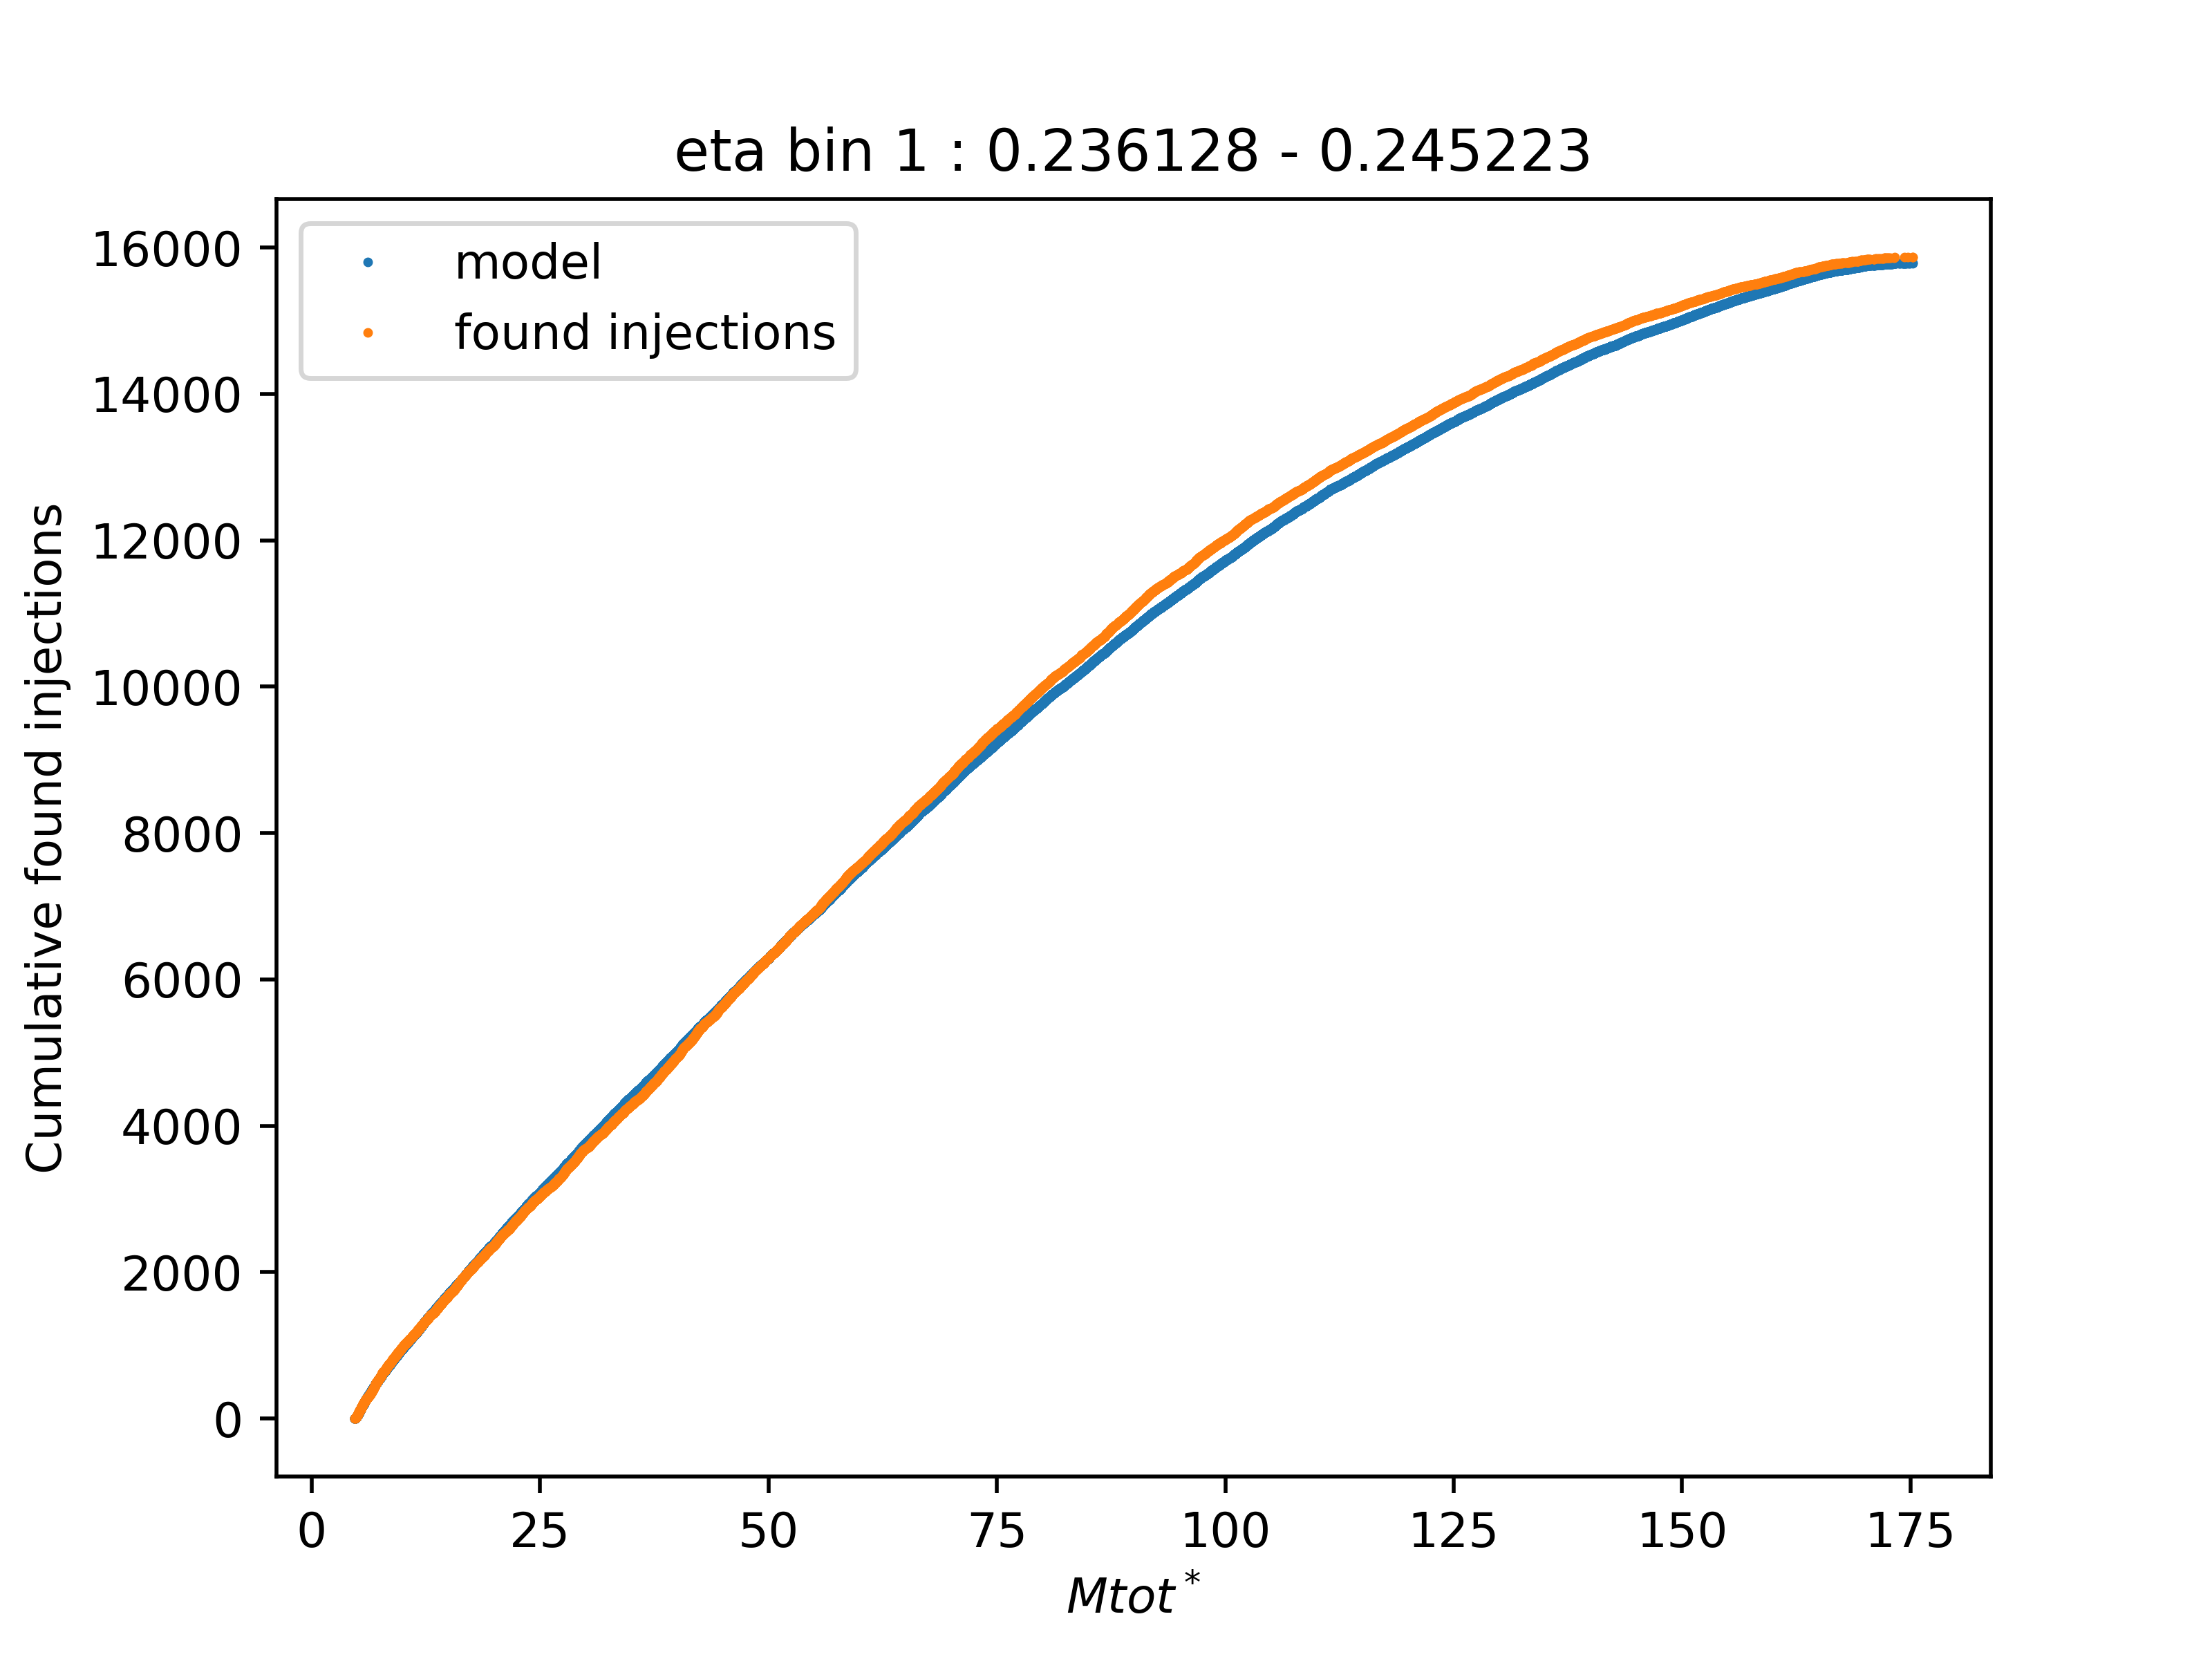 eta bin 1 : 0.236128 - 0.245223
model
found injections
16000
14000
12000
10000
8000
6000
4000
2000
0
Cumulative found injections
0 25 50 75 100 125 150 175
Mtot*